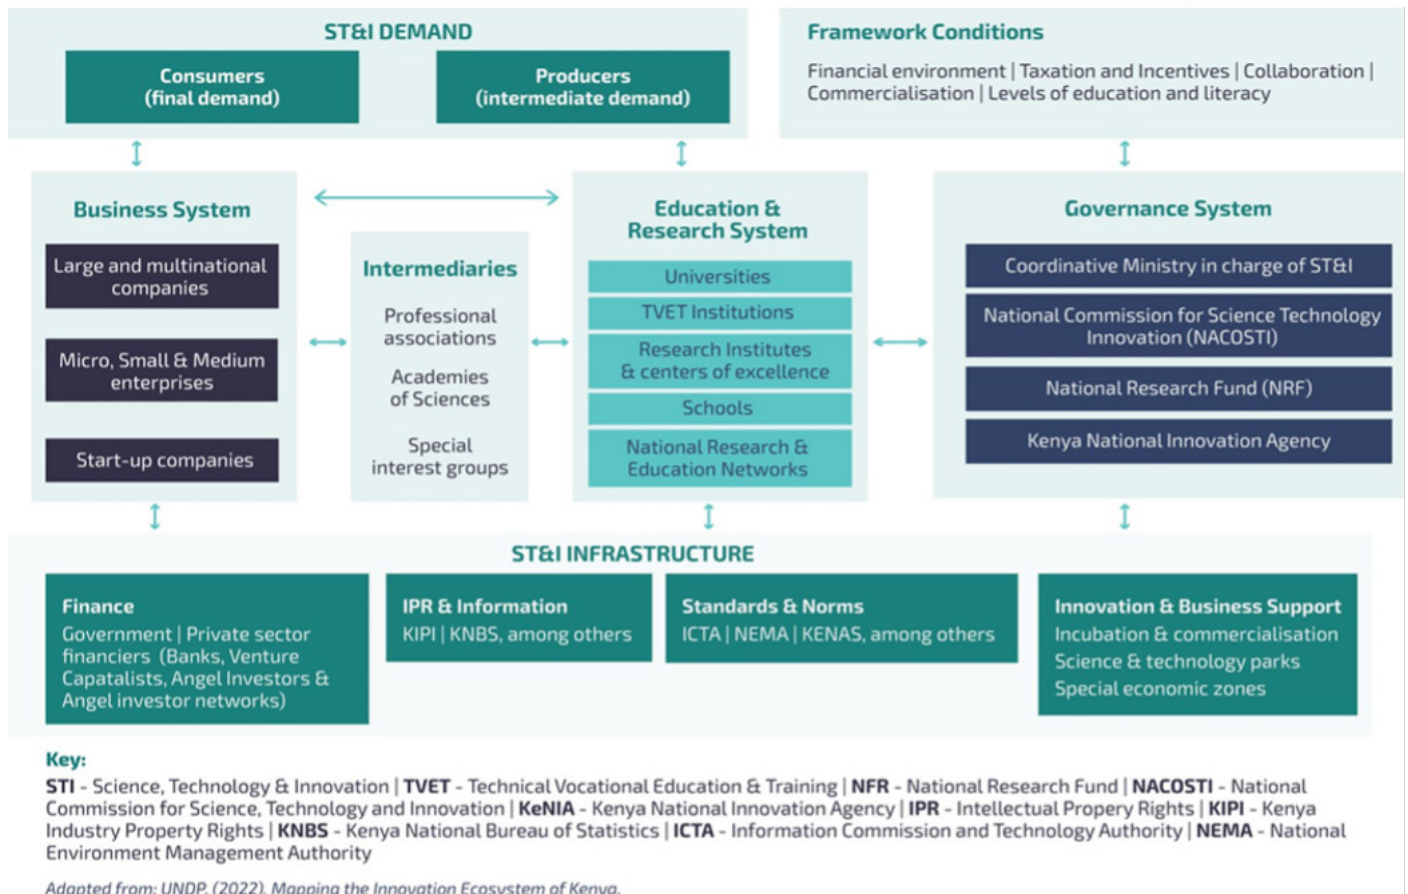 ST&I DEMAND
Consumers
(final demand)
Producers
(intermediate demand)
Framework Conditions
Financial environment | Taxation and Incentives | Collaboration |
Commercialisation | Levels of education and literacy
Business System
Large and multinational
companies
Micro, Small & Medium
enterprises
Start-up companies
Intermediaries
Professional
associations
Academies
of Sciences
Special
interest groups
Education &
Research System
Universities
TVET Institutions
Research Institutes
& centers of excellence
Schools
National Research &
Education Networks
Governance System
Coordinative Ministry in charge of ST&I
National Commission for Science Technology
Innovation (NACOSTI)
National Research Fund (NRF)
Kenya National Innovation Agency
ST&I INFRASTRUCTURE
Finance
Government | Private sector
financiers (Banks, Venture
Capatalists, Angel Investors &
Angel investor networks)
IPR & Information
KIPI | KNBS, among others
Standards & Norms
ICTA | NEMA | KENAS, among others
Innovation & Business Support
Incubation & commercialisation
Science & technology parks
Special economic zones
Key:
STI - Science, Technology & Innovation | TVET - Technical Vocational Education & Training | NFR - National Research Fund | NACOSTI - National
Commission for Science, Technology and Innovation | KeNIA - Kenya National Innovation Agency | IPR - Intellectual Propery Rights | KIPI - Kenya
Industry Property Rights | KNBS - Kenya National Bureau of Statistics | ICTA - Information Commission and Technology Authority | NEMA - National
Environment Management Authority
Adapted from: UNDP. (2022). Mapping the Innovation Ecosystem of Kenya.